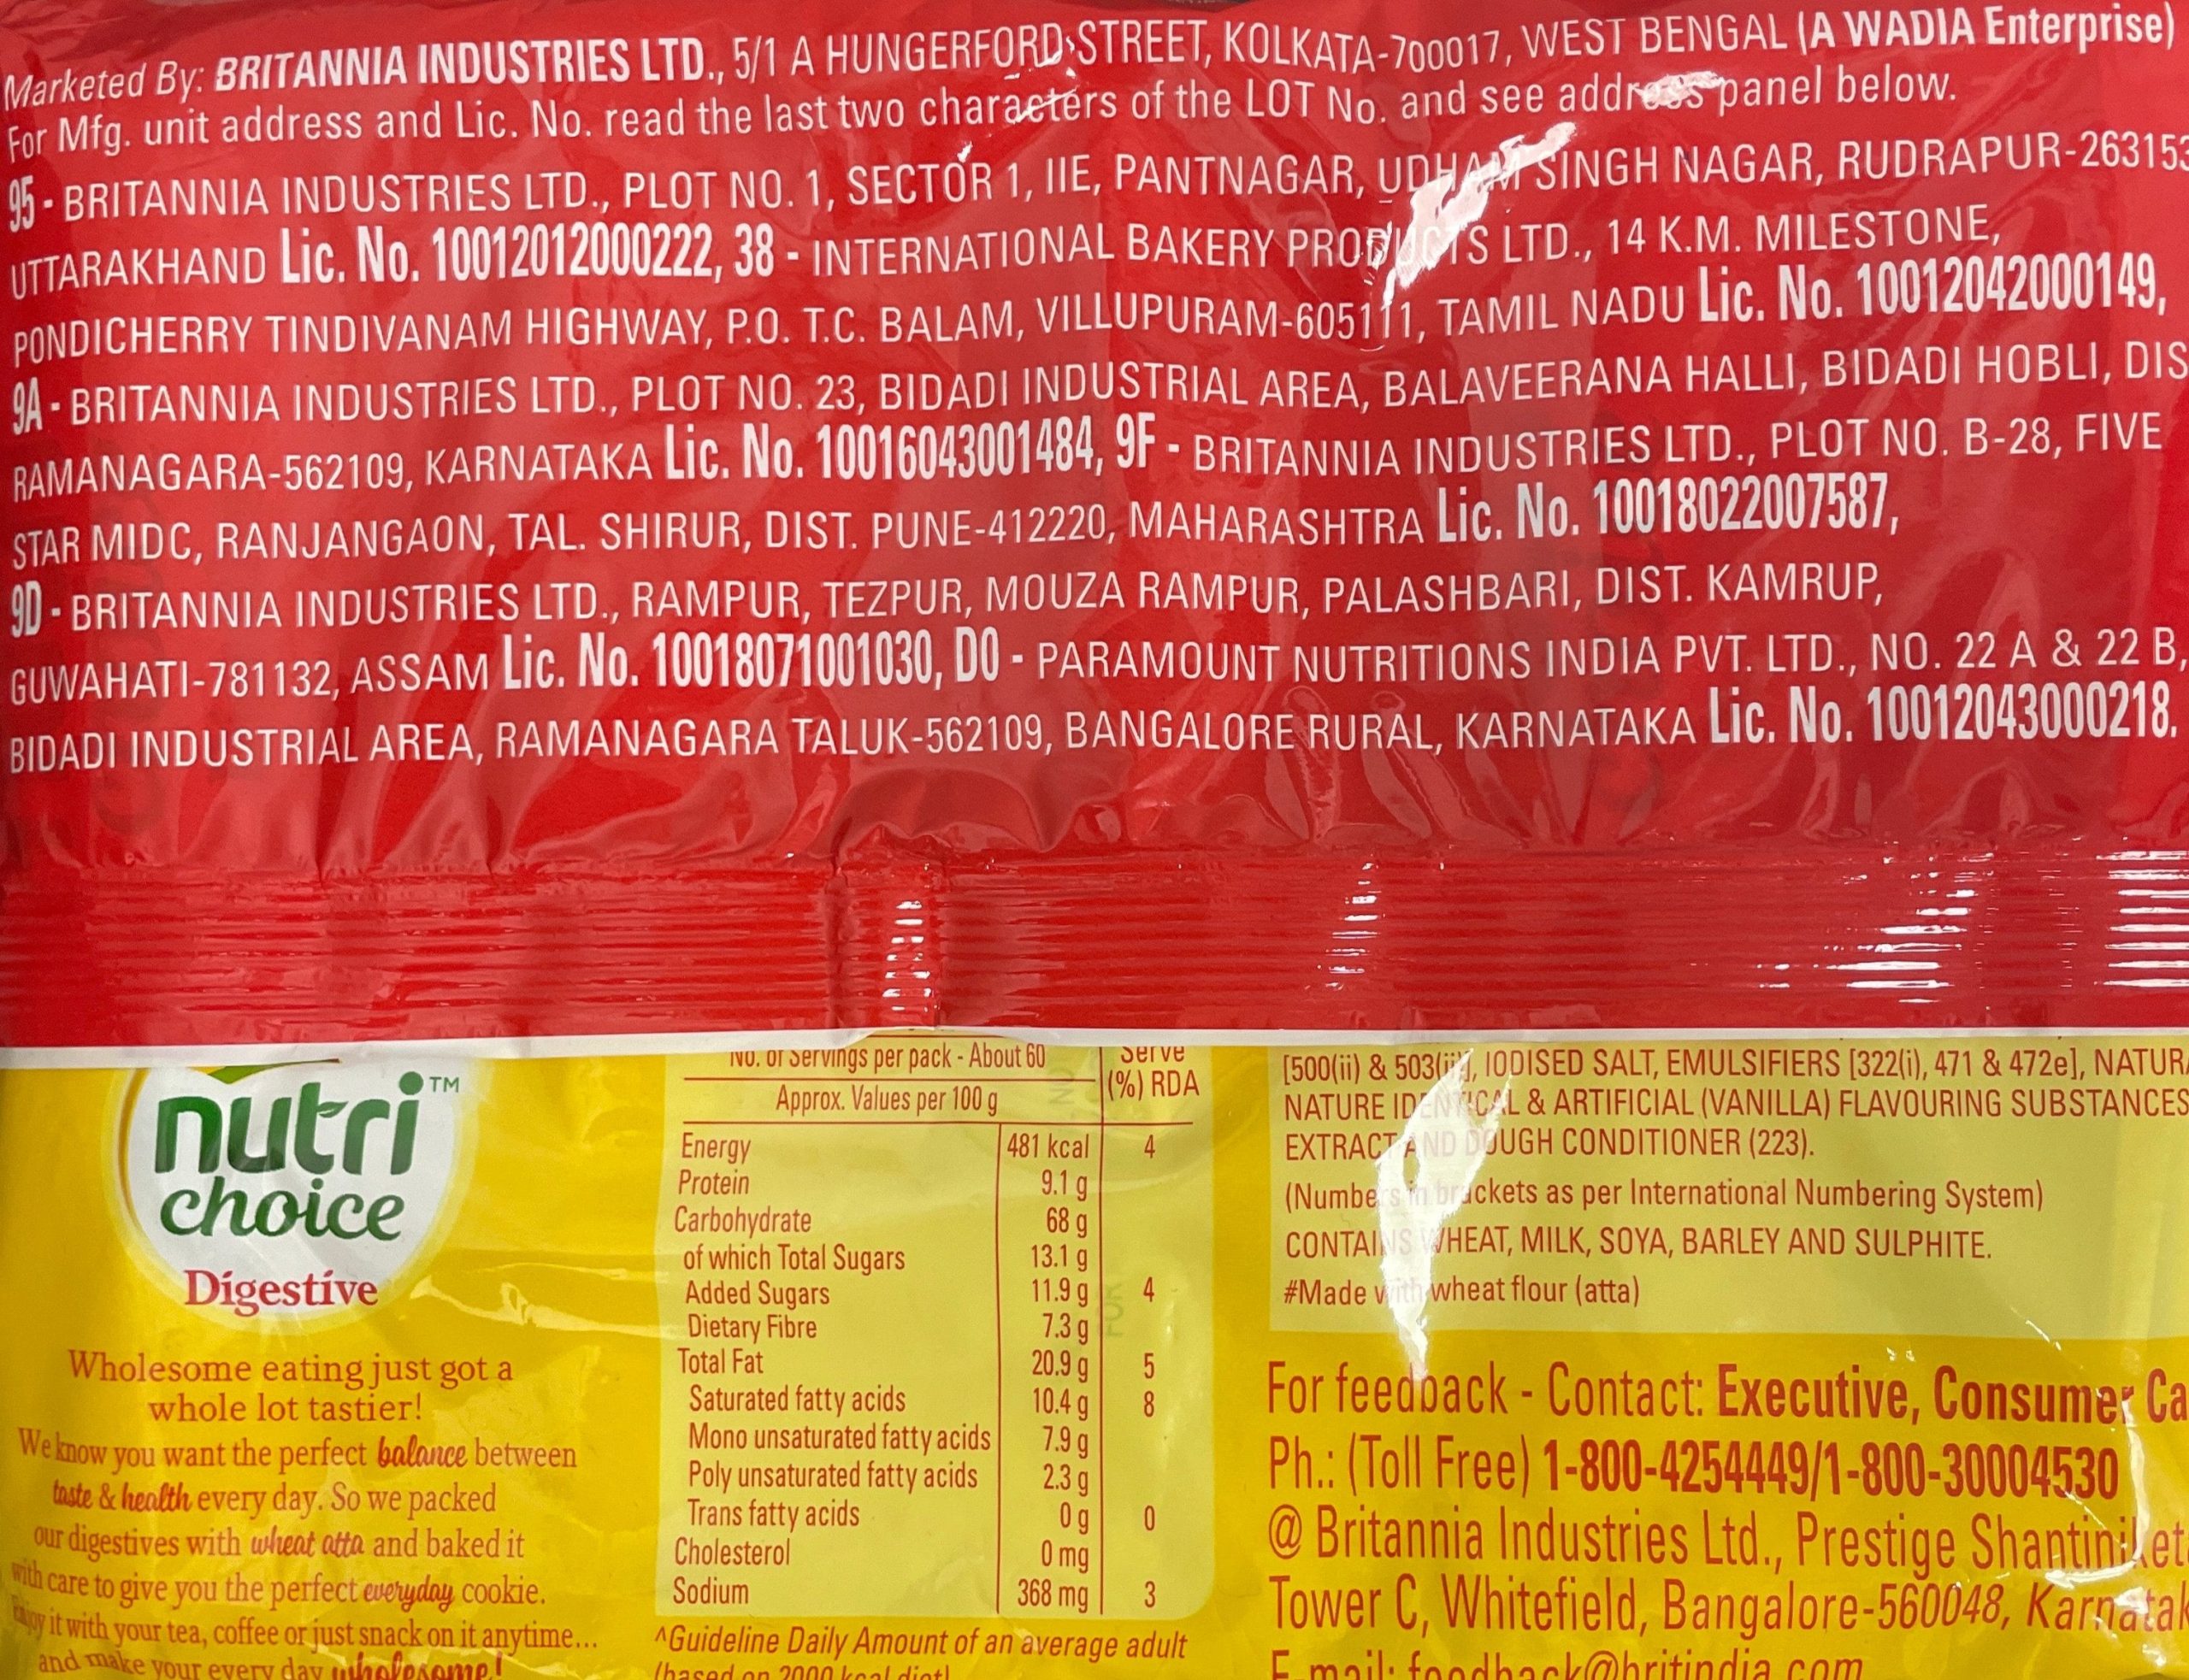 Marketed By: BRITANNIA INDUSTRIES LTD., 5/1 A HUNGERFORD STREET, KOLKATA-700017, WEST BENGAL (A WADIA Enterprise)
For Mfg. unit address and Lic. No. read the last two characters of the LOT No. and see address panel below.
95 - BRITANNIA INDUSTRIES LTD., PLOT NO. 1, SECTOR 1, IIE, PANTNAGAR, UDHAM SINGH NAGAR, RUDRAPUR-263153
UTTARAKHAND Lic. No. 10012012000222, 38 - INTERNATIONAL BAKERY PRODUCTS LTD., 14 K.M. MILESTONE,
PONDICHERRY TINDIVANAM HIGHWAY, P.O. T.C. BALAM, VILLUPURAM-605111, TAMIL NADU Lic. No. 10012042000149,
9A - BRITANNIA INDUSTRIES LTD., PLOT NO. 23, BIDADI INDUSTRIAL AREA, BALAVEERANA HALLI, BIDADI HOBLI, DIS
RAMANAGARA-562109, KARNATAKA Lic. No. 10016043001484, 9F - BRITANNIA INDUSTRIES LTD., PLOT NO. B-28, FIVE
STAR MIDC, RANJANGAON, TAL. SHIRUR, DIST. PUNE-412220, MAHARASHTRA Lic. No. 10018022007587,
9D - BRITANNIA INDUSTRIES LTD., RAMPUR, TEZPUR, MOUZA RAMPUR, PALASHBARI, DIST. KAMRUP,
GUWAHATI-781132, ASSAM Lic. No. 10018071001030, D0 - PARAMOUNT NUTRITIONS INDIA PVT. LTD., NO. 22 A & 22 B,
BIDADI INDUSTRIAL AREA, RAMANAGARA TALUK-562109, BANGALORE RURAL, KARNATAKA Lic. No. 10012043000218.
nutri™
choice
Digestive
Wholesome eating just got a
whole lot tastier!
We know you want the perfect balance between
taste & health every day. So we packed
our digestives with wheat atta and baked it
with care to give you the perfect everyday cookie.
Enjoy it with your tea, coffee or just snack on it anytime...
and make your every day wholesome!
No. of Servings per pack - About 60
Serve
Approx. Values per 100 g
(%) RDA
Energy 481 kcal 4
Protein 9.1 g
Carbohydrate 68 g
of which Total Sugars 13.1 g
Added Sugars 11.9 g 4
Dietary Fibre 7.3 g
Total Fat 20.9 g 5
Saturated fatty acids 10.4 g 8
Mono unsaturated fatty acids 7.9 g
Poly unsaturated fatty acids 2.3 g
Trans fatty acids 0 g 0
Cholesterol 0 mg
Sodium 368 mg 3
^Guideline Daily Amount of an average adult
(based on 2000 kcal diet)
[500(ii) & 503(ii)], IODISED SALT, EMULSIFIERS [322(i), 471 & 472e], NATUR
NATURE IDENTICAL & ARTIFICIAL (VANILLA) FLAVOURING SUBSTANCES
EXTRACT AND DOUGH CONDITIONER (223).
(Numbers in brackets as per International Numbering System)
CONTAINS WHEAT, MILK, SOYA, BARLEY AND SULPHITE.
#Made with wheat flour (atta)
For feedback - Contact: Executive, Consumer Ca
Ph.: (Toll Free) 1-800-4254449/1-800-30004530
@ Britannia Industries Ltd., Prestige Shantiniket
Tower C, Whitefield, Bangalore-560048, Karnatak
E-mail: feedback@britindia.com